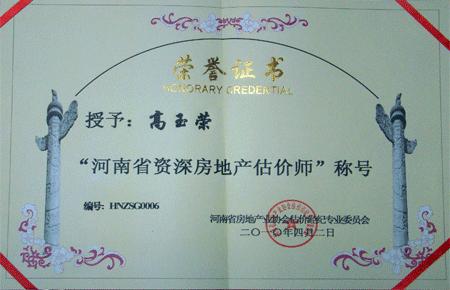 荣誉证书
HONORARY CREDENTIAL
授予：高玉荣
“河南省资深房地产估价师”称号
编号：HNZSG0006
河南省房地产业协会估价经纪专业委员会
二〇一〇年四月二日